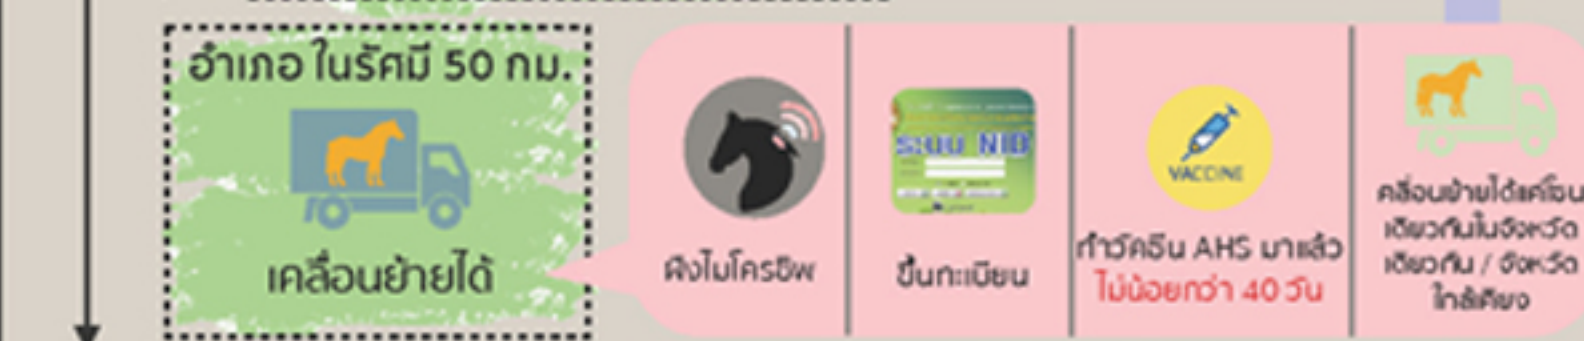 อำเภอ ในรัศมี 50 กม.
เคลื่อนย้ายได้
ฝังไมโครชิพ
ระบบ NID
ขึ้นทะเบียน
VACCINE
ทำวัคซีน AHS มาแล้ว
ไม่น้อยกว่า 40 วัน
คลื่อนย้ายได้แค่โซน
เดียวกันในจังหวัด
เดียวกัน / จังหวัด
ใกล้เคียง